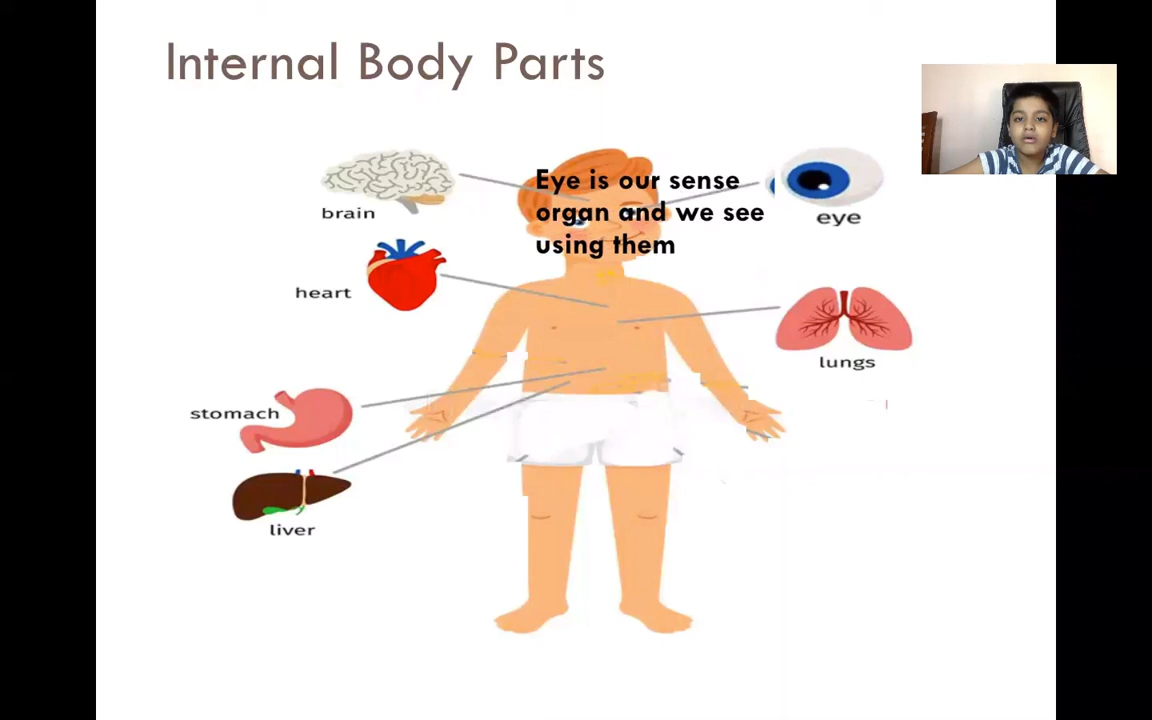 Internal Body Parts
Eye is our sense
organ and we see
using them
brain
eye
heart
lungs
stomach
liver